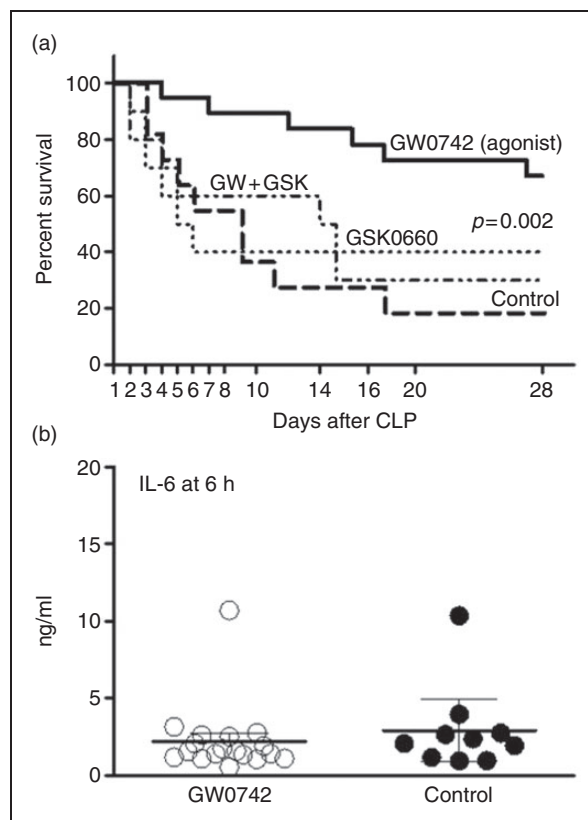 (a)
100
80
60
40
20
0
Percent survival
GW0742 (agonist)
GW+GSK
p=0.002
GSK0660
Control
1 2 3 4 5 6 7 8 10 14 16 20 28
Days after CLP
(b)
20
15
10
5
0
ng/ml
IL-6 at 6 h
GW0742 Control